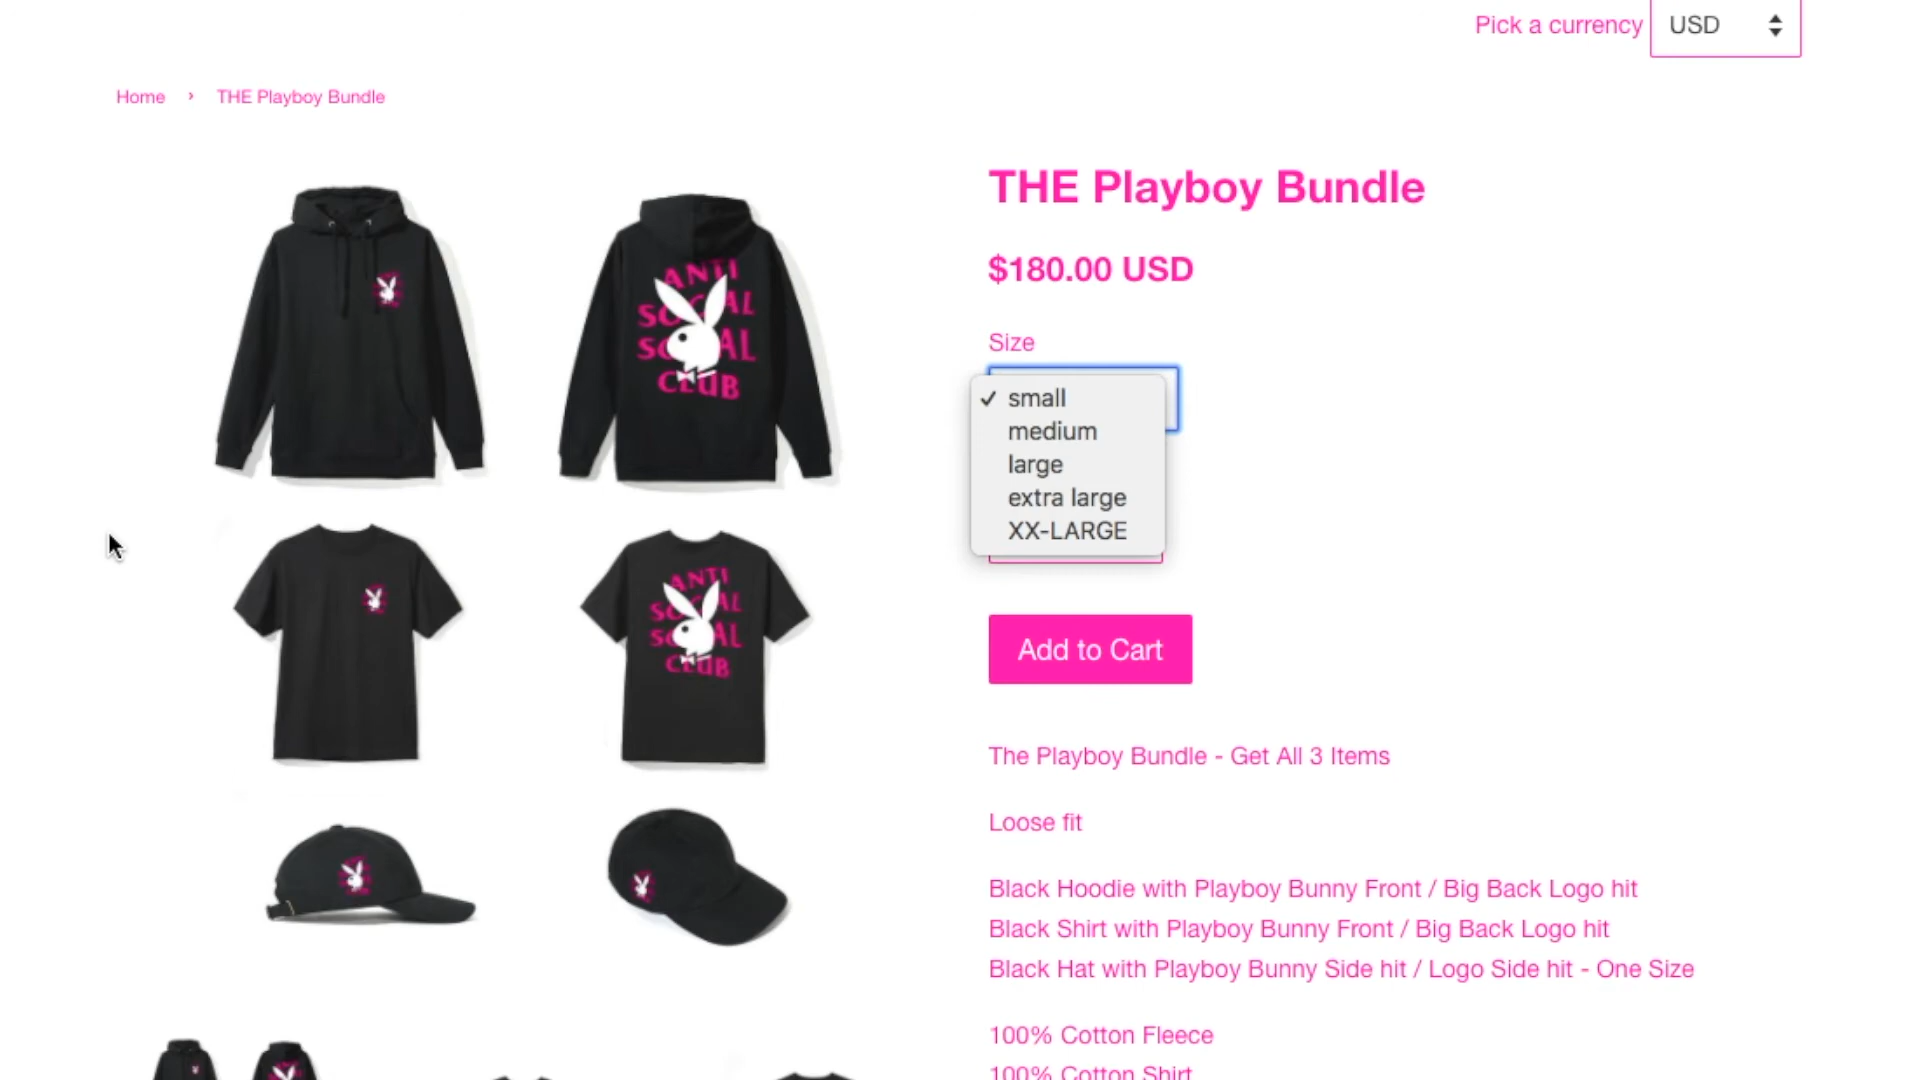 Pick a currency USD
Home › THE Playboy Bundle
THE Playboy Bundle
$180.00 USD
Size
✓ small
medium
large
extra large
XX-LARGE
Add to Cart
The Playboy Bundle - Get All 3 Items
Loose fit
Black Hoodie with Playboy Bunny Front / Big Back Logo hit
Black Shirt with Playboy Bunny Front / Big Back Logo hit
Black Hat with Playboy Bunny Side hit / Logo Side hit - One Size
100% Cotton Fleece
100% Cotton Shirt
ANTI
SOCIAL
SOCIAL
CLUB
ANTI
SOCIAL
SOCIAL
CLUB